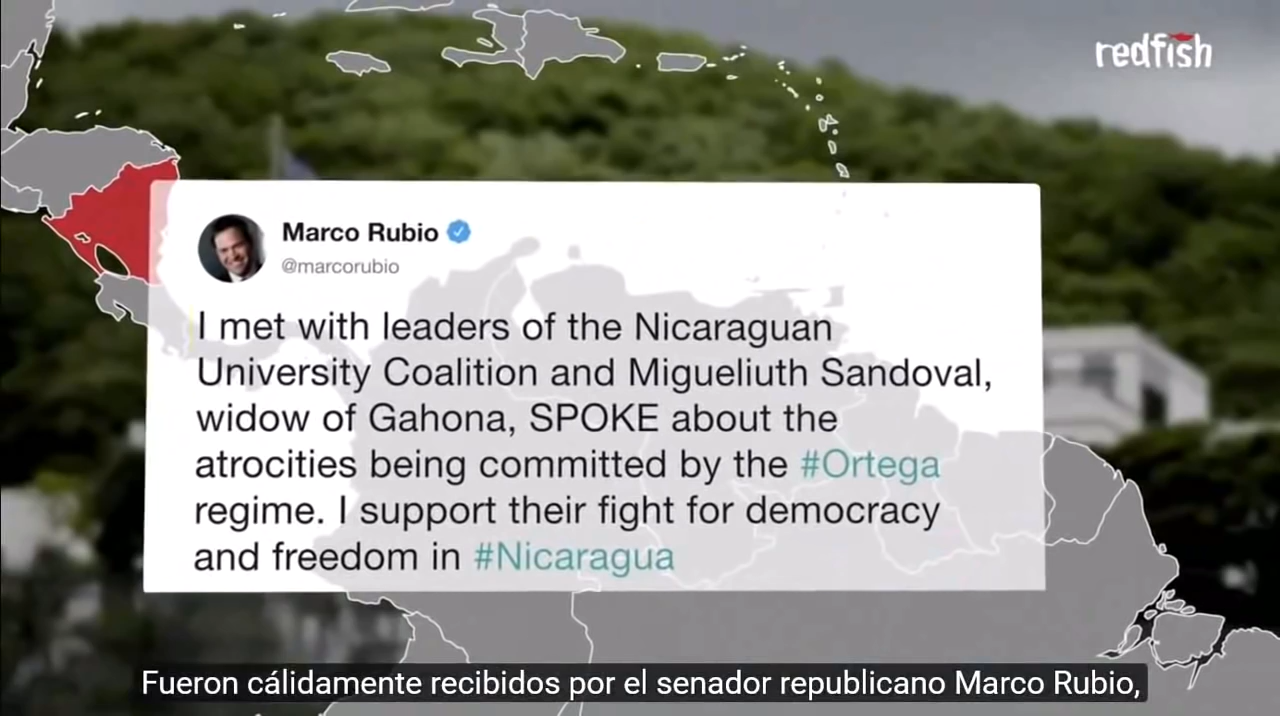 redfish
Marco Rubio
@marcorubio
I met with leaders of the Nicaraguan
University Coalition and Migueliuth Sandoval,
widow of Gahona, SPOKE about the
atrocities being committed by the #Ortega
regime. I support their fight for democracy
and freedom in #Nicaragua
Fueron cálidamente recibidos por el senador republicano Marco Rubio,